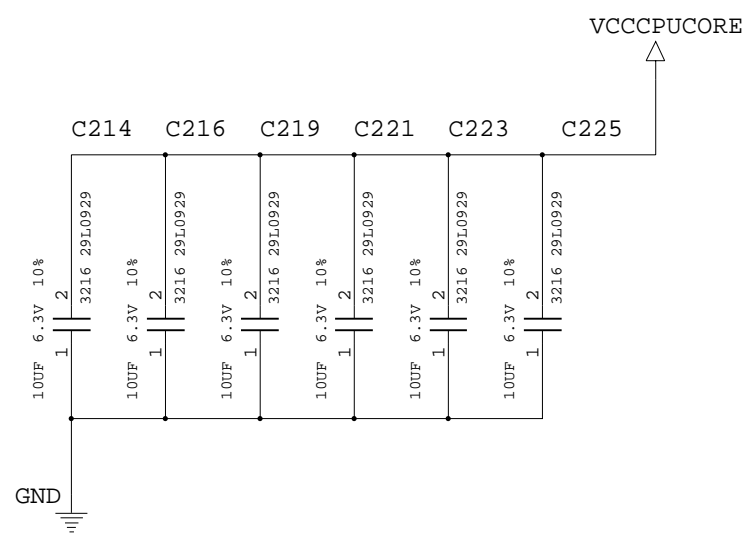 VCCCPUCORE
C214 C216 C219 C221 C223 C225
10UF 6.3V 10%
2
1
3216 29L0929
10UF 6.3V 10%
2
1
3216 29L0929
10UF 6.3V 10%
2
1
3216 29L0929
10UF 6.3V 10%
2
1
3216 29L0929
10UF 6.3V 10%
2
1
3216 29L0929
10UF 6.3V 10%
2
1
3216 29L0929
GND